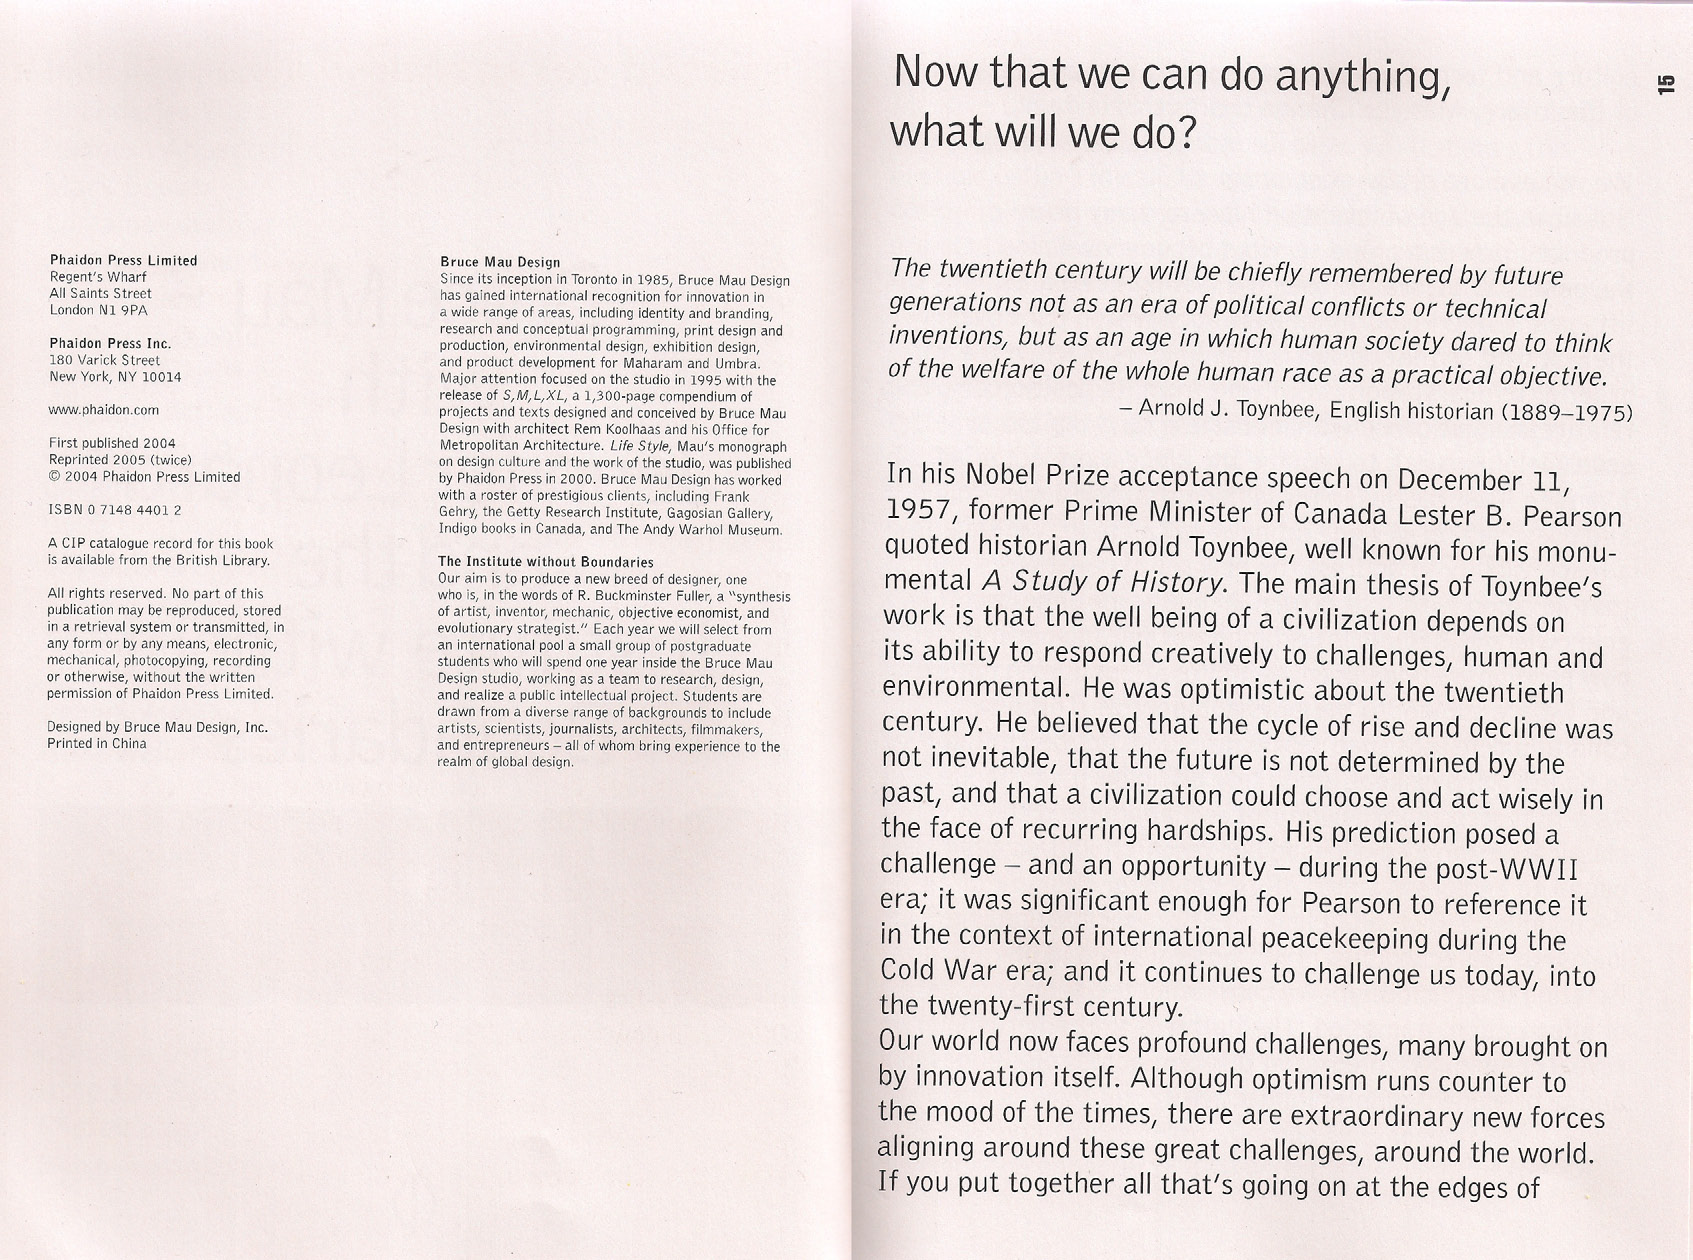 Phaidon Press Limited
Regent's Wharf
All Saints Street
London N1 9PA
Phaidon Press Inc.
180 Varick Street
New York, NY 10014
www.phaidon.com
First published 2004
Reprinted 2005 (twice)
© 2004 Phaidon Press Limited
ISBN 0 7148 4401 2
A CIP catalogue record for this book
is available from the British Library.
All rights reserved. No part of this
publication may be reproduced, stored
in a retrieval system or transmitted, in
any form or by any means, electronic,
mechanical, photocopying, recording
or otherwise, without the written
permission of Phaidon Press Limited.
Designed by Bruce Mau Design, Inc.
Printed in China
Bruce Mau Design
Since its inception in Toronto in 1985, Bruce Mau Design
has gained international recognition for innovation in
a wide range of areas, including identity and branding,
research and conceptual programming, print design and
production, environmental design, exhibition design,
and product development for Maharam and Umbra.
Major attention focused on the studio in 1995 with the
release of S,M,L,XL, a 1,300-page compendium of
projects and texts designed and conceived by Bruce Mau
Design with architect Rem Koolhaas and his Office for
Metropolitan Architecture. Life Style, Mau's monograph
on design culture and the work of the studio, was published
by Phaidon Press in 2000. Bruce Mau Design has worked
with a roster of prestigious clients, including Frank
Gehry, the Getty Research Institute, Gagosian Gallery,
Indigo books in Canada, and The Andy Warhol Museum.
The Institute without Boundaries
Our aim is to produce a new breed of designer, one
who is, in the words of R. Buckminster Fuller, a "synthesis
of artist, inventor, mechanic, objective economist, and
evolutionary strategist." Each year we will select from
an international pool a small group of postgraduate
students who will spend one year inside the Bruce Mau
Design studio, working as a team to research, design,
and realize a public intellectual project. Students are
drawn from a diverse range of backgrounds to include
artists, scientists, journalists, architects, filmmakers,
and entrepreneurs – all of whom bring experience to the
realm of global design.
Now that we can do anything,
what will we do?
15
The twentieth century will be chiefly remembered by future
generations not as an era of political conflicts or technical
inventions, but as an age in which human society dared to think
of the welfare of the whole human race as a practical objective.
– Arnold J. Toynbee, English historian (1889–1975)
In his Nobel Prize acceptance speech on December 11,
1957, former Prime Minister of Canada Lester B. Pearson
quoted historian Arnold Toynbee, well known for his monu-
mental A Study of History. The main thesis of Toynbee's
work is that the well being of a civilization depends on
its ability to respond creatively to challenges, human and
environmental. He was optimistic about the twentieth
century. He believed that the cycle of rise and decline was
not inevitable, that the future is not determined by the
past, and that a civilization could choose and act wisely in
the face of recurring hardships. His prediction posed a
challenge – and an opportunity – during the post-WWII
era; it was significant enough for Pearson to reference it
in the context of international peacekeeping during the
Cold War era; and it continues to challenge us today, into
the twenty-first century.
Our world now faces profound challenges, many brought on
by innovation itself. Although optimism runs counter to
the mood of the times, there are extraordinary new forces
aligning around these great challenges, around the world.
If you put together all that's going on at the edges of